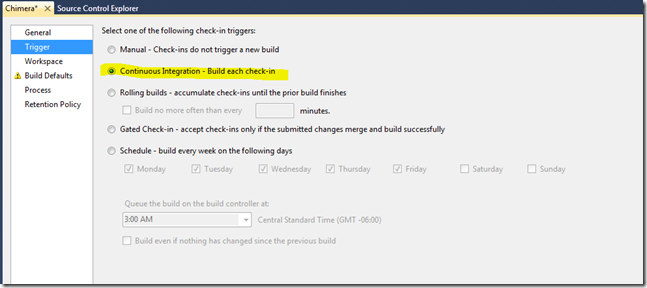 Chimera* Source Control Explorer
General
Trigger
Workspace
Build Defaults
Process
Retention Policy
Select one of the following check-in triggers:
Manual - Check-ins do not trigger a new build
Continuous Integration - Build each check-in
Rolling builds - accumulate check-ins until the prior build finishes
Build no more often than every minutes.
Gated Check-in - accept check-ins only if the submitted changes merge and build successfully
Schedule - build every week on the following days
Monday Tuesday Wednesday Thursday Friday Saturday Sunday
Queue the build on the build controller at:
3:00 AM Central Standard Time (GMT -06:00)
Build even if nothing has changed since the previous build